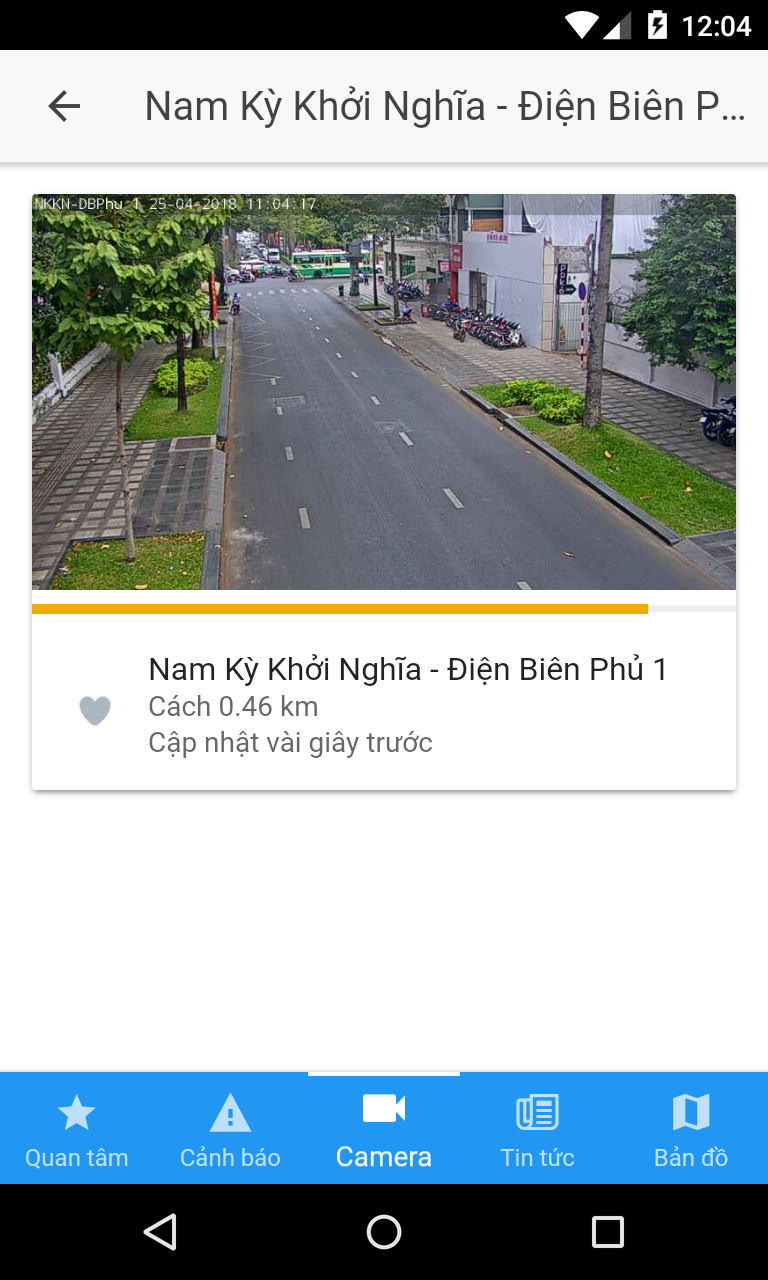 12:04
Nam Kỳ Khởi Nghĩa - Điện Biên P...
NKKN-DBPhu 1 25-04-2018 11:04:17
Nam Kỳ Khởi Nghĩa - Điện Biên Phủ 1
Cách 0.46 km
Cập nhật vài giây trước
Quan tâm
Cảnh báo
Camera
Tin tức
Bản đồ